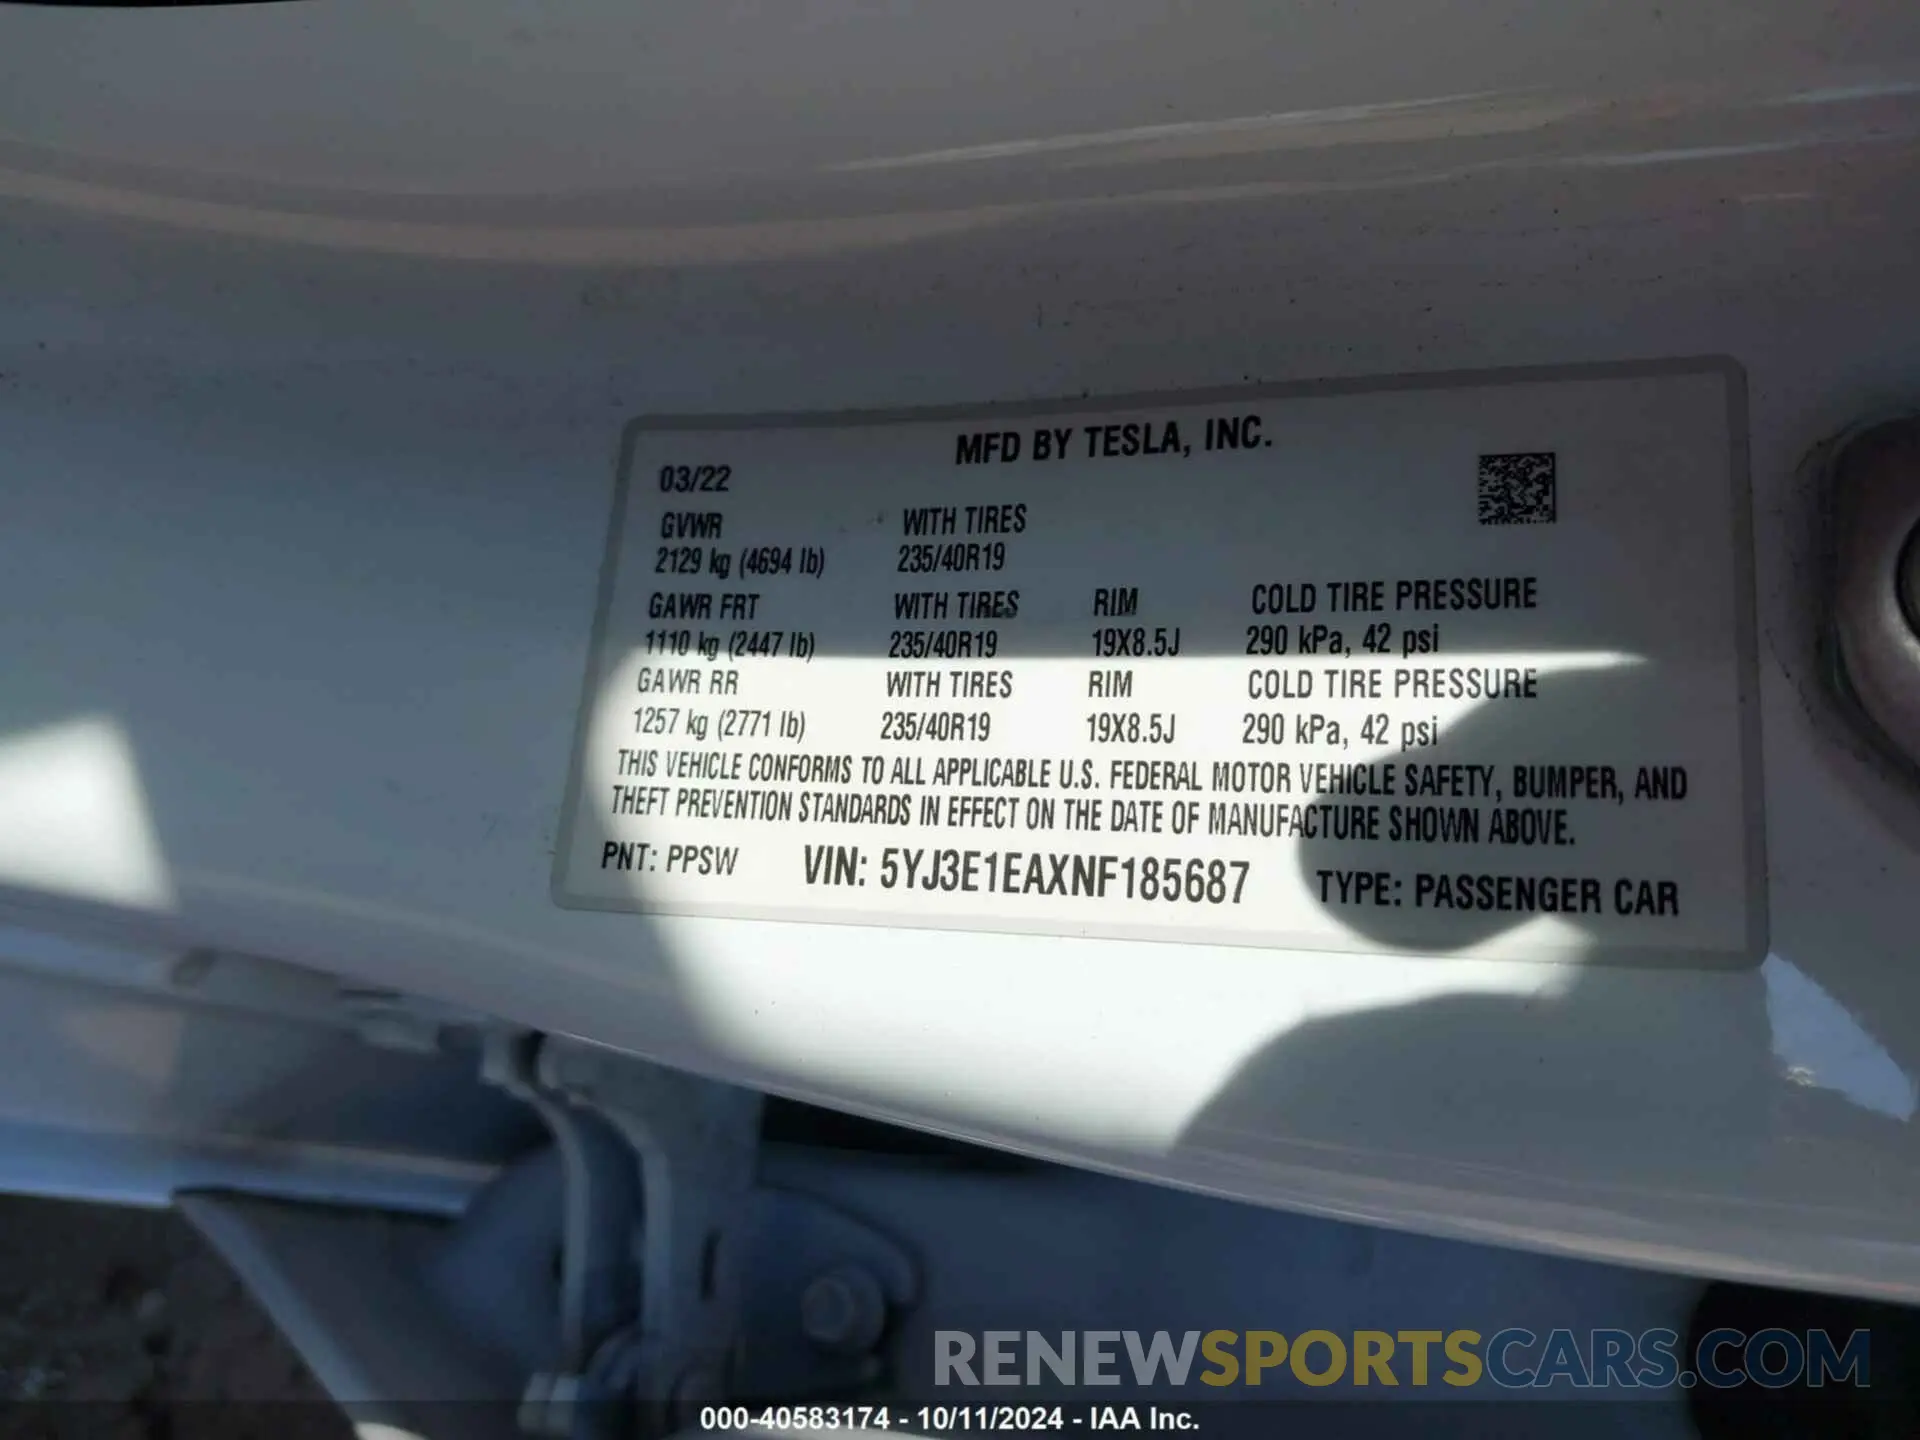 MFD BY TESLA, INC.
03/22
GVWR WITH TIRES
2129 kg (4694 lb) 235/40R19
GAWR FRT WITH TIRES RIM COLD TIRE PRESSURE
1110 kg (2447 lb) 235/40R19 19X8.5J 290 kPa, 42 psi
GAWR RR WITH TIRES RIM COLD TIRE PRESSURE
1257 kg (2771 lb) 235/40R19 19X8.5J 290 kPa, 42 psi
THIS VEHICLE CONFORMS TO ALL APPLICABLE U.S. FEDERAL MOTOR VEHICLE SAFETY, BUMPER, AND
THEFT PREVENTION STANDARDS IN EFFECT ON THE DATE OF MANUFACTURE SHOWN ABOVE.
PNT: PPSW VIN: 5YJ3E1EAXNF185687 TYPE: PASSENGER CAR
RENEWSPORTSCARS.COM
000-40583174 - 10/11/2024 - IAA Inc.